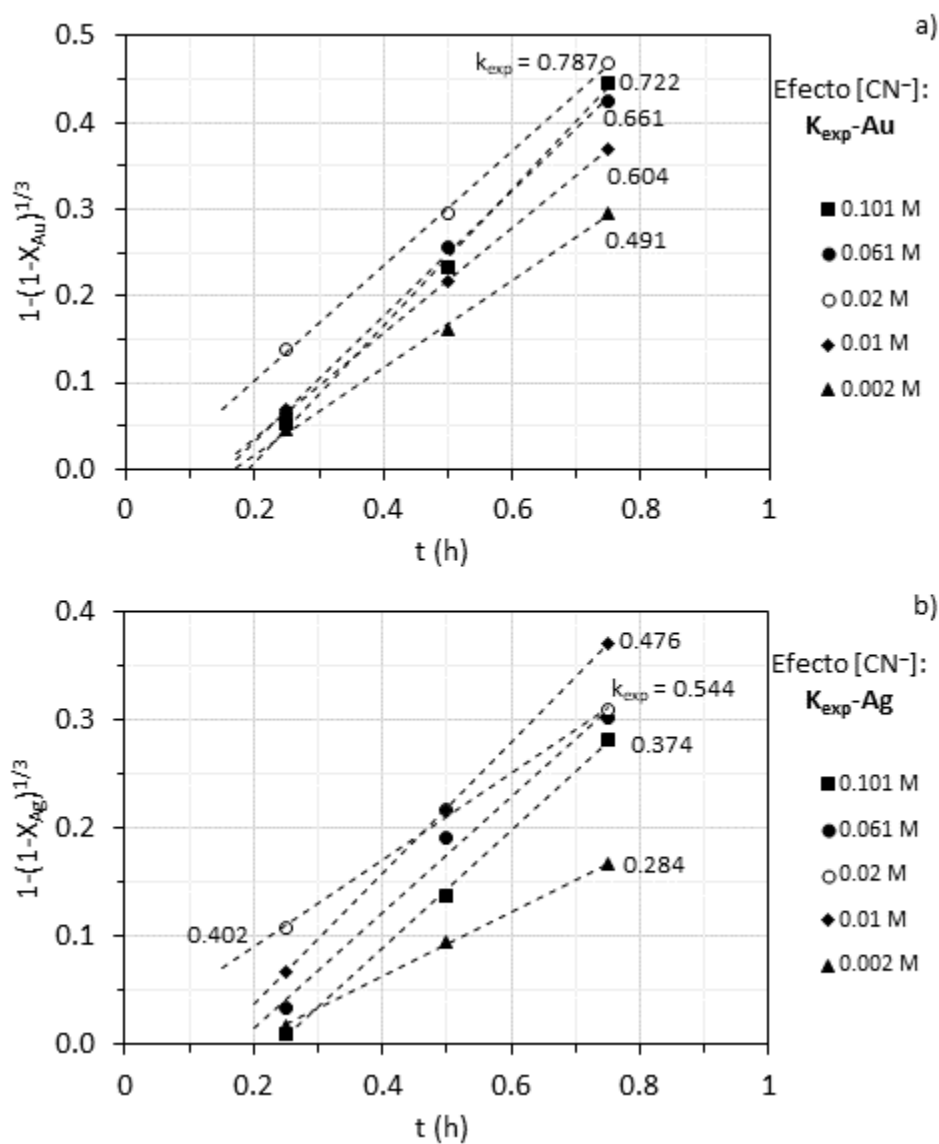 a)
0.5
0.4
0.3
0.2
0.1
0.0
1-(1-X_Au)^1/3
k_exp = 0.787
0.722
0.661
0.604
0.491
0
0.2
0.4
0.6
0.8
1
t (h)
Efecto [CN⁻]:
K_exp-Au
0.101 M
0.061 M
0.02 M
0.01 M
0.002 M
b)
0.4
0.3
0.2
0.1
0.0
1-(1-X_Ag)^1/3
0.476
k_exp = 0.544
0.374
0.284
0.402
0
0.2
0.4
0.6
0.8
1
t (h)
Efecto [CN⁻]:
K_exp-Ag
0.101 M
0.061 M
0.02 M
0.01 M
0.002 M